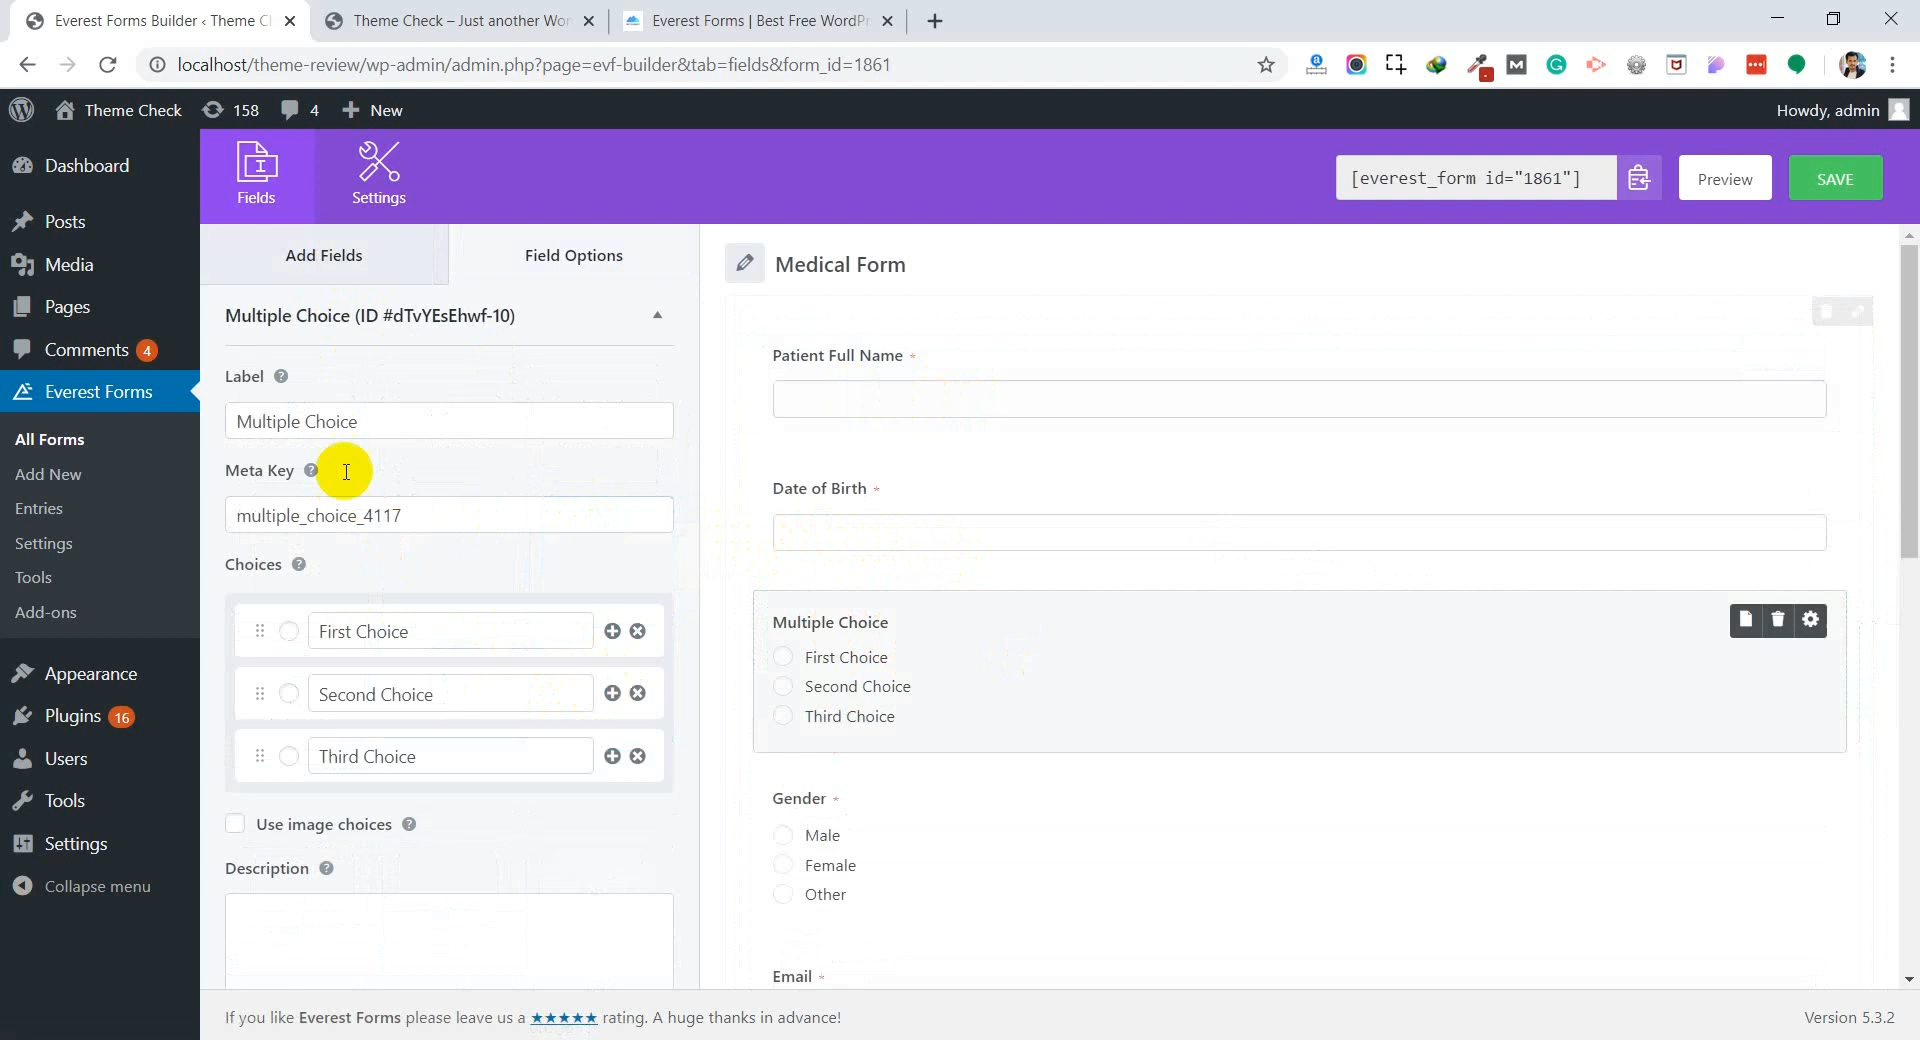 Everest Forms Builder ‹ Theme C
Theme Check – Just another Wor
Everest Forms | Best Free WordPr
localhost/theme-review/wp-admin/admin.php?page=evf-builder&tab=fields&form_id=1861
Theme Check
158
4
New
Howdy, admin
Dashboard
Posts
Media
Pages
Comments 4
Everest Forms
All Forms
Add New
Entries
Settings
Tools
Add-ons
Appearance
Plugins 16
Users
Tools
Settings
Collapse menu
Fields
Settings
[everest_form id="1861"]
Preview
SAVE
Add Fields
Field Options
Multiple Choice (ID #dTvYEsEhwf-10)
Label
Multiple Choice
Meta Key
multiple_choice_4117
Choices
First Choice
Second Choice
Third Choice
Use image choices
Description
Medical Form
Patient Full Name *
Date of Birth *
Multiple Choice
First Choice
Second Choice
Third Choice
Gender *
Male
Female
Other
Email *
If you like Everest Forms please leave us a ★★★★★ rating. A huge thanks in advance!
Version 5.3.2